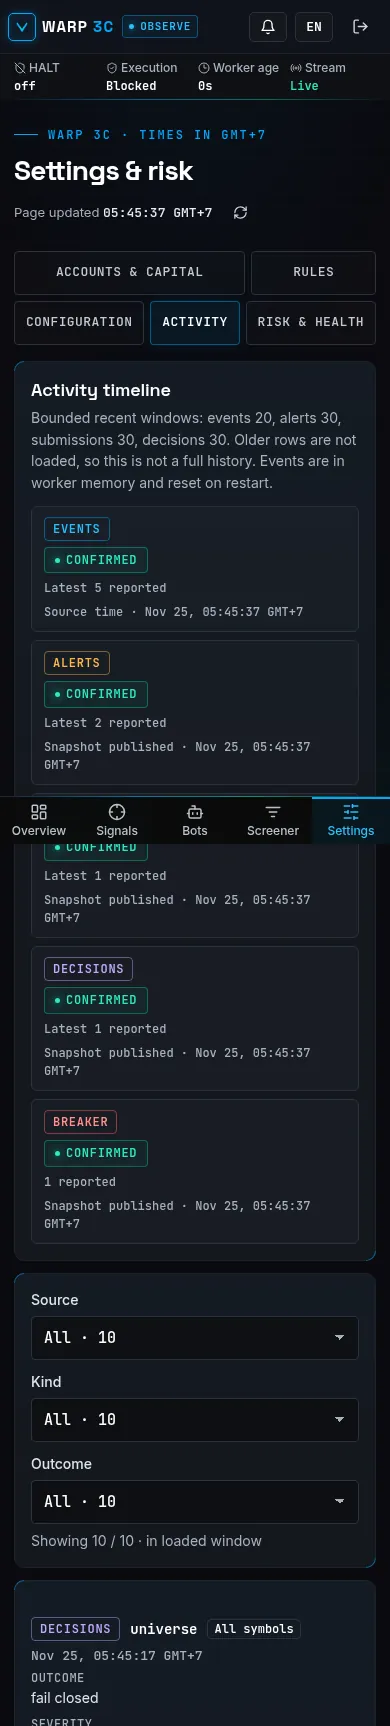 WARP 3C OBSERVE EN
HALT Execution Worker age Stream
off Blocked 0s Live
WARP 3C · TIMES IN GMT+7
Settings & risk
Page updated 05:45:37 GMT+7
ACCOUNTS & CAPITAL RULES
CONFIGURATION ACTIVITY RISK & HEALTH
Activity timeline
Bounded recent windows: events 20, alerts 30,
submissions 30, decisions 30. Older rows are not
loaded, so this is not a full history. Events are in
worker memory and reset on restart.
EVENTS
CONFIRMED
Latest 5 reported
Source time · Nov 25, 05:45:37 GMT+7
ALERTS
CONFIRMED
Latest 2 reported
Snapshot published · Nov 25, 05:45:37
GMT+7
Overview Signals Bots Screener Settings
CONFIRMED
Latest 1 reported
Snapshot published · Nov 25, 05:45:37
GMT+7
DECISIONS
CONFIRMED
Latest 1 reported
Snapshot published · Nov 25, 05:45:37
GMT+7
BREAKER
CONFIRMED
1 reported
Snapshot published · Nov 25, 05:45:37
GMT+7
Source
All · 10
Kind
All · 10
Outcome
All · 10
Showing 10 / 10 · in loaded window
DECISIONS universe All symbols
Nov 25, 05:45:17 GMT+7
OUTCOME
fail closed
SEVERITY